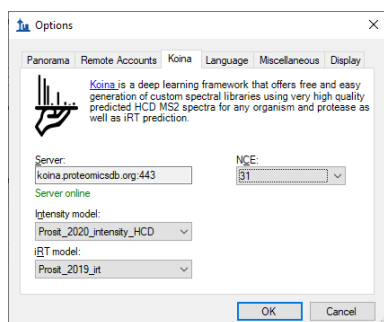 Options
Panorama Remote Accounts Koina Language Miscellaneous Display
Koina is a deep learning framework that offers free and easy
generation of custom spectral libraries using very high quality
predicted HCD MS2 spectra for any organism and protease as
well as iRT prediction.
Server: NCE:
koina.proteomicsdb.org:443 31
Server online
Intensity model:
Prosit_2020_intensity_HCD
iRT model:
Prosit_2019_irt
OK Cancel